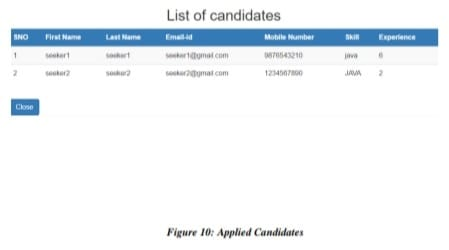 List of candidates
SNO First Name Last Name Email-Id Mobile Number Skill Experience
1 seeker1 seeker1 seeker1@gmail.com 9876543210 java 6
2 seeker2 seeker2 seeker2@gmail.com 1234567890 JAVA 2
Close
Figure 10: Applied Candidates